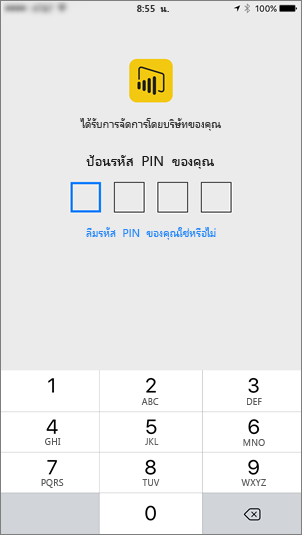 8:55 น.
100%
ได้รับการจัดการโดยบริษัทของคุณ
ป้อนรหัส PIN ของคุณ
ลืมรหัส PIN ของคุณใช่หรือไม่
1 2 3
ABC DEF
4 5 6
GHI JKL MNO
7 8 9
PQRS TUV WXYZ
0